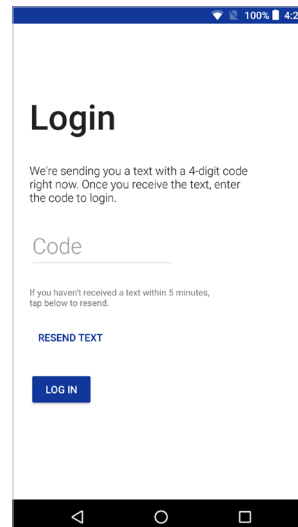 100% 4:2
Login
We're sending you a text with a 4-digit code
right now. Once you receive the text, enter
the code to login.
Code
If you haven't received a text within 5 minutes,
tap below to resend.
RESEND TEXT
LOG IN